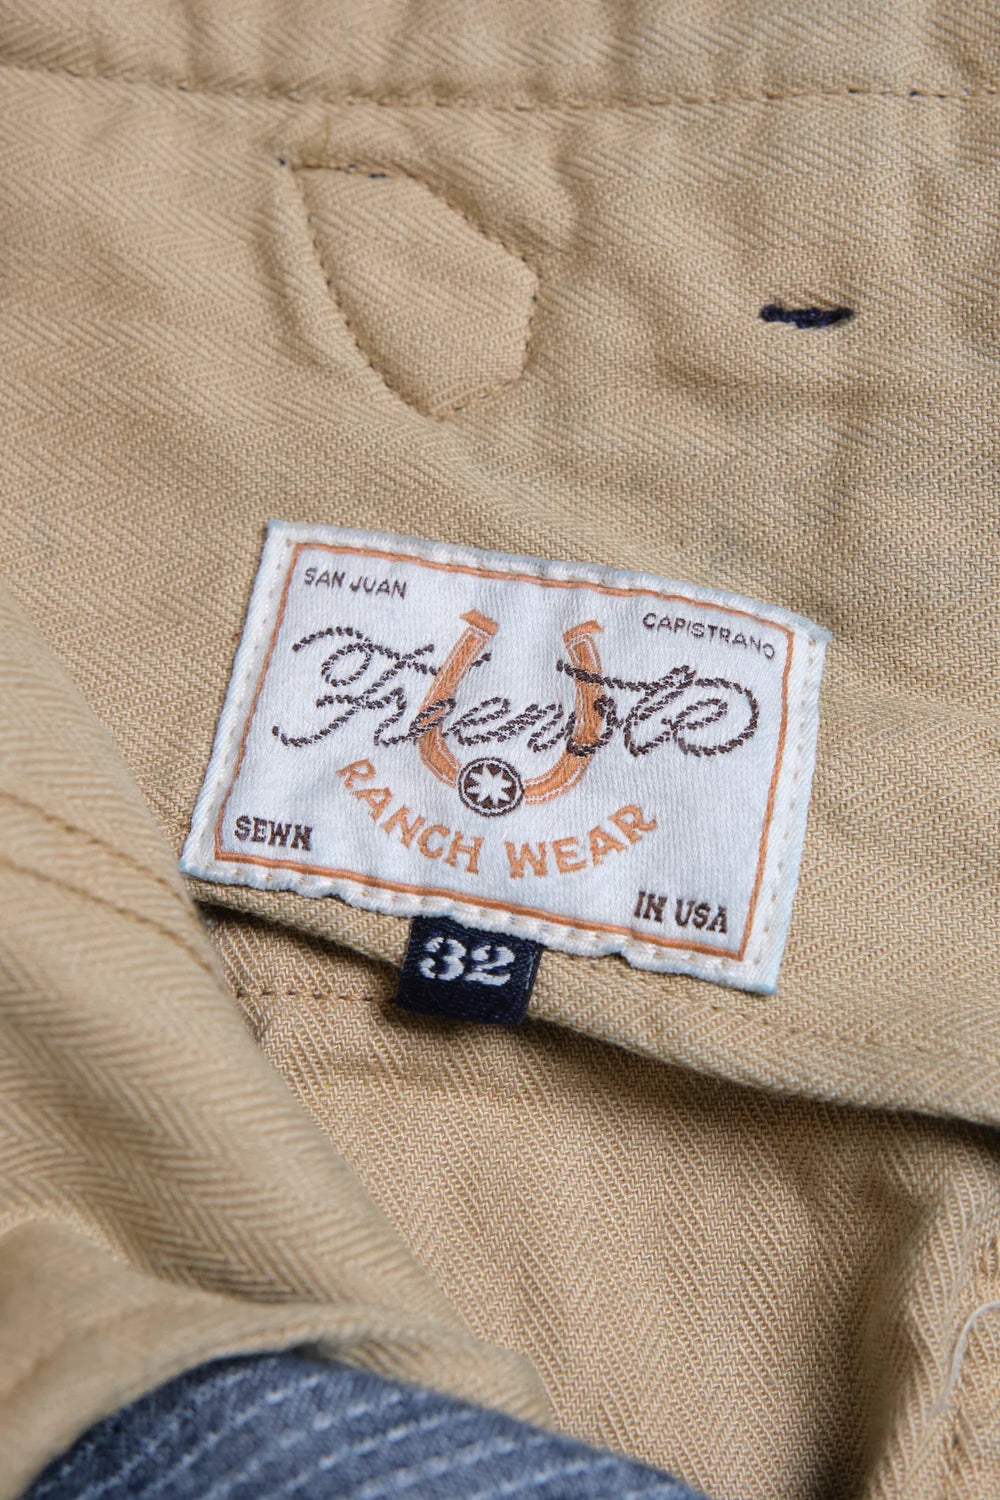 SAN JUAN
CAPISTRANO
Freenote
RANCH WEAR
SEWN
IN USA
32